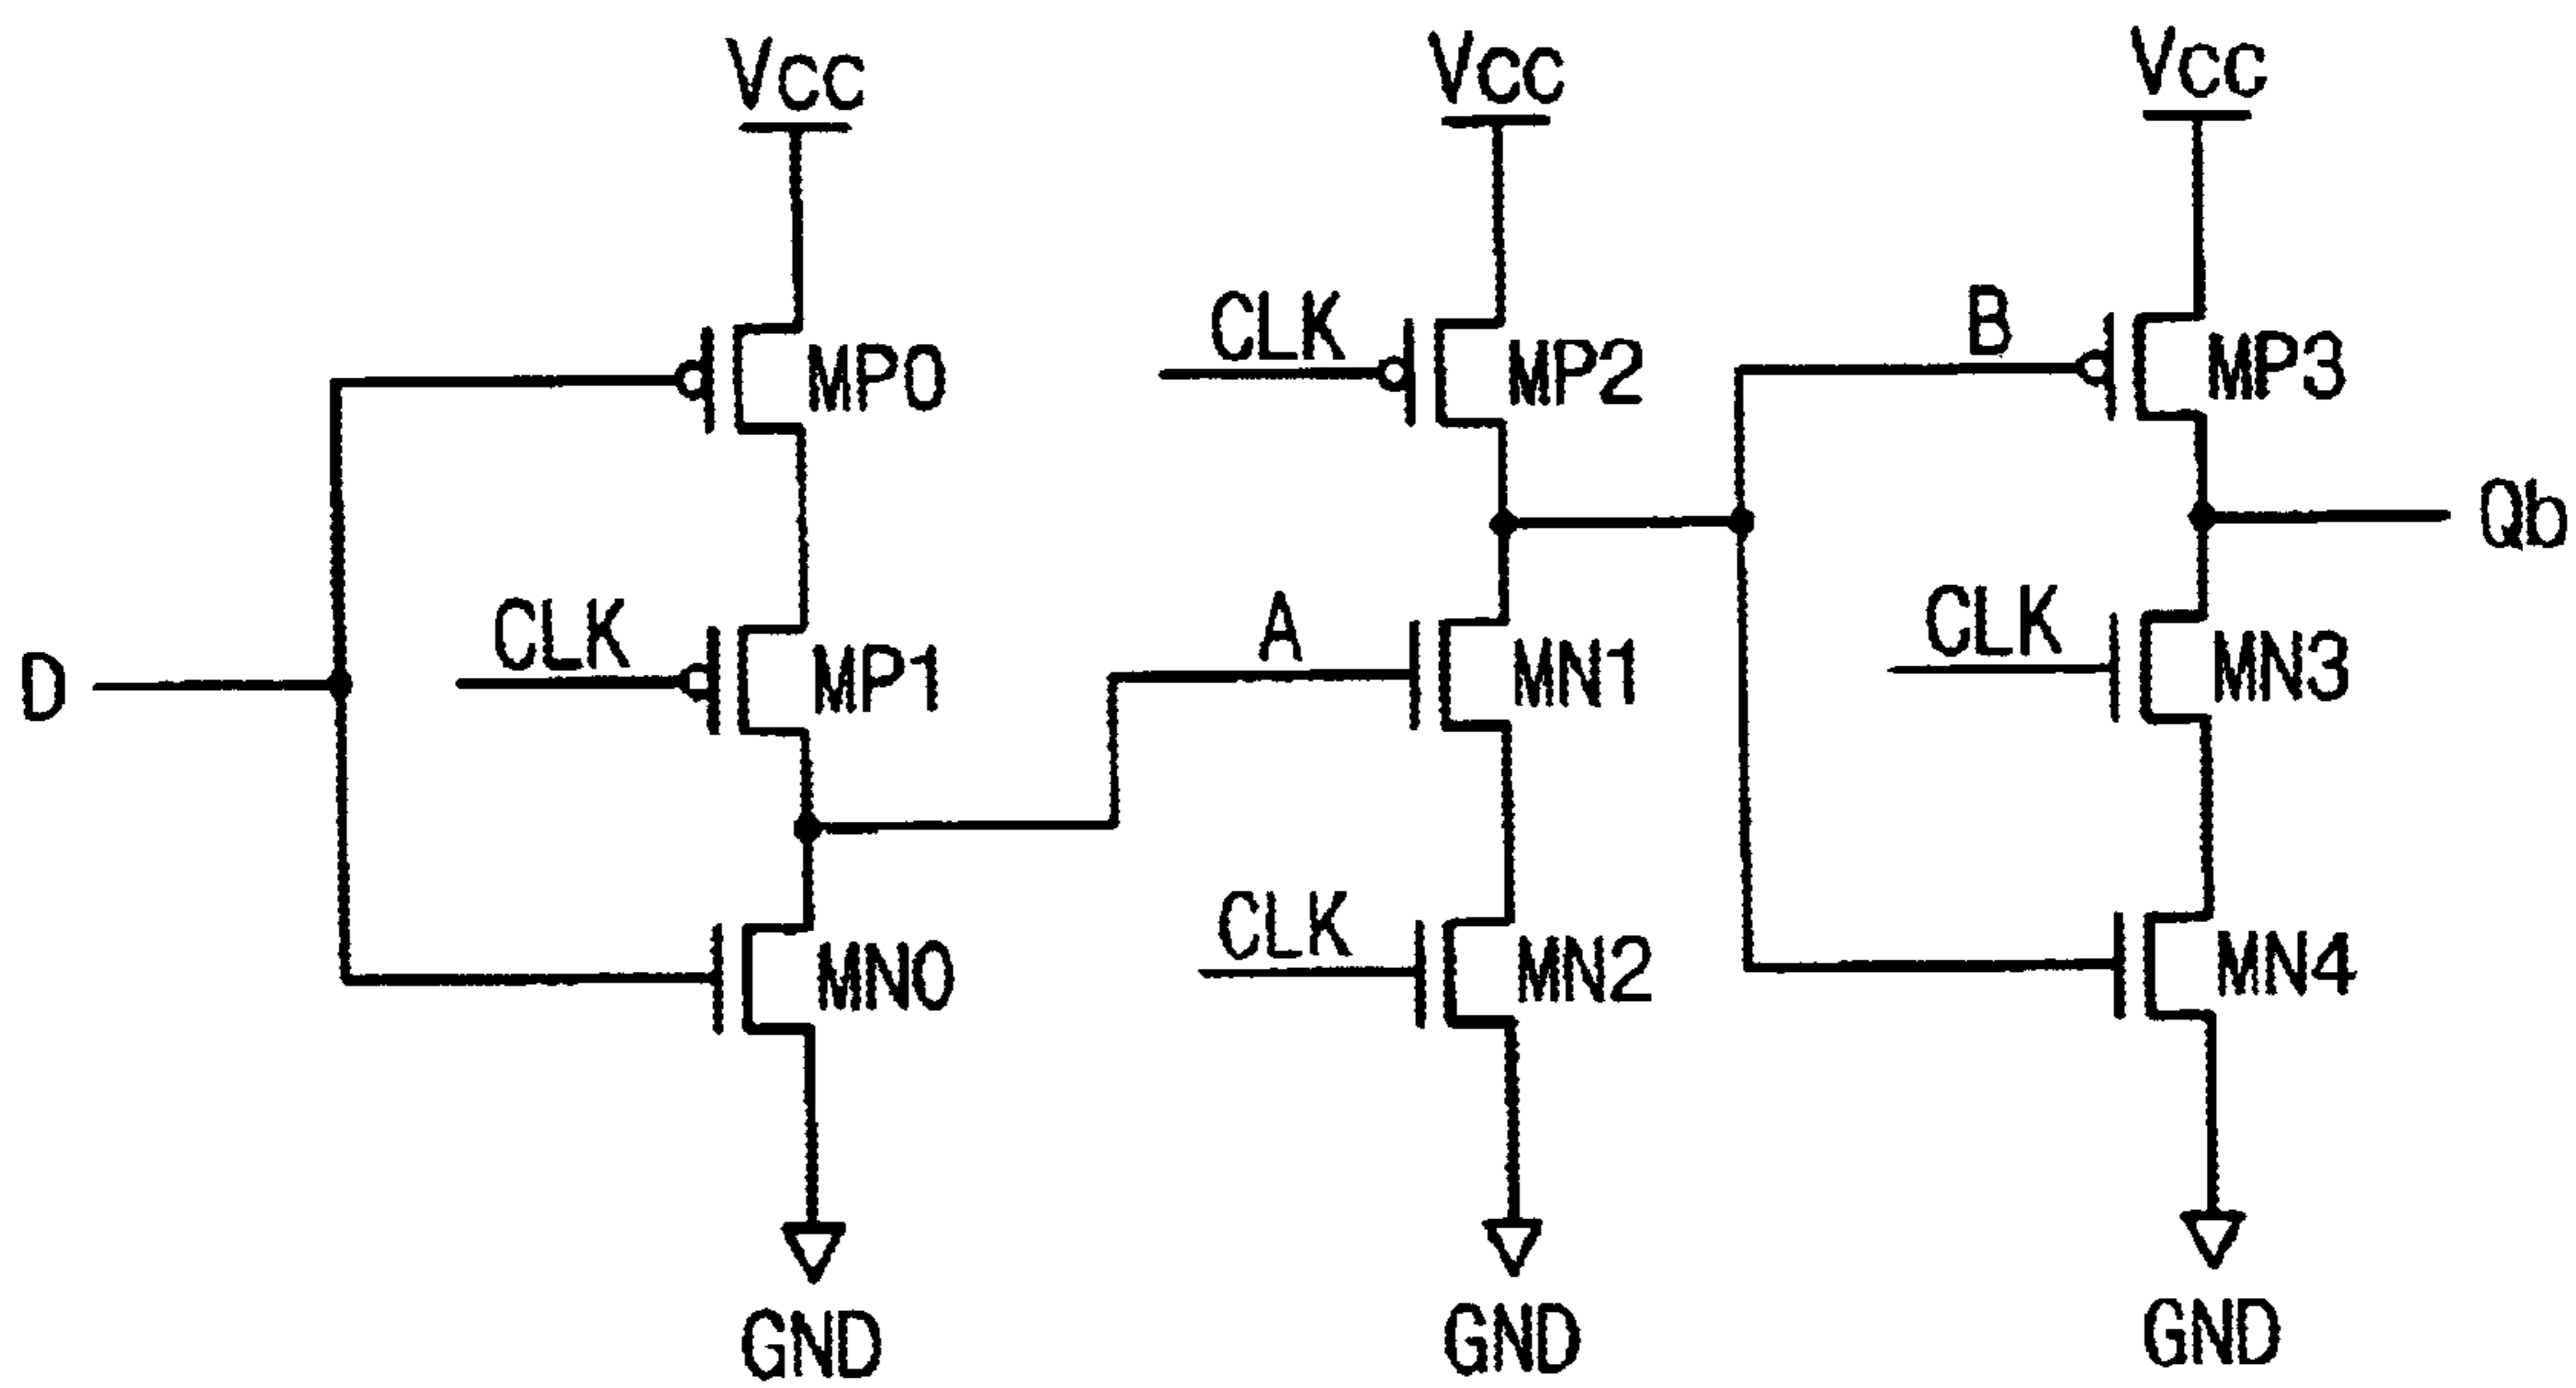 Vcc Vcc Vcc
CLK B
MP0 MP2 MP3
Qb
CLK A CLK
D MP1 MN1 MN3
CLK
MN0 MN2 MN4
GND GND GND